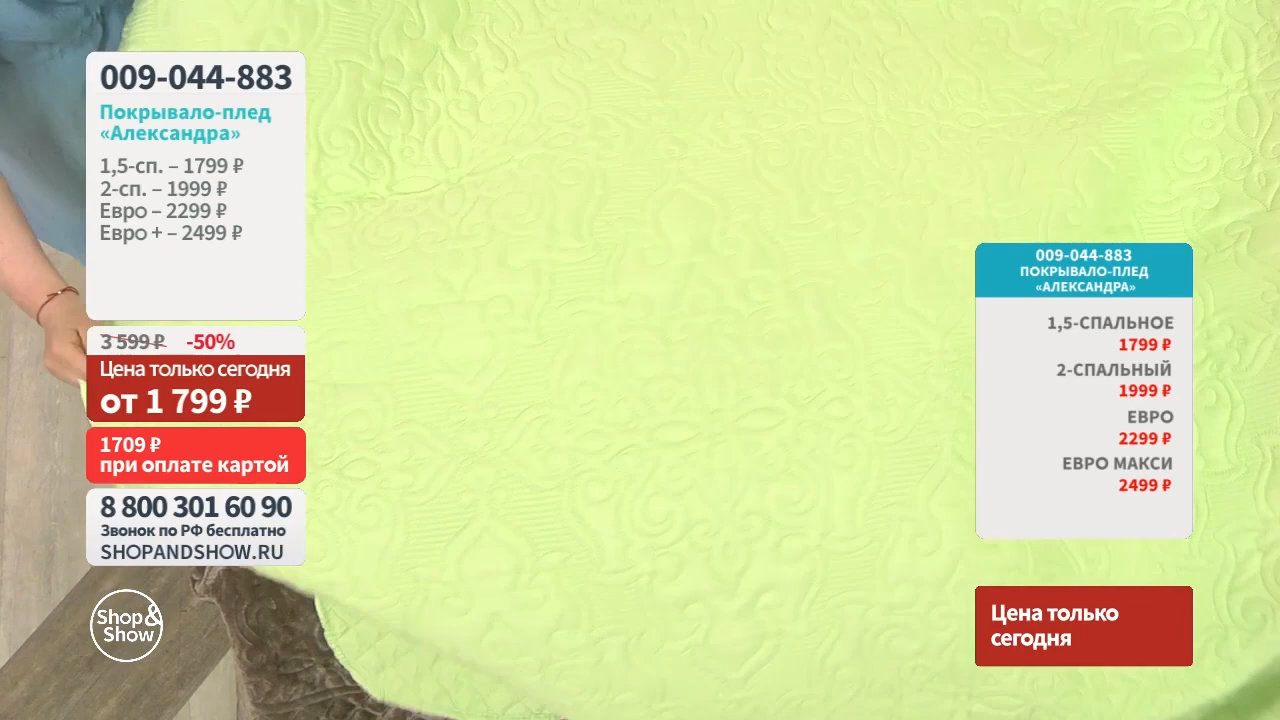 009-044-883
Покрывало-плед
«Александра»
1,5-сп. – 1799 ₽
2-сп. – 1999 ₽
Евро – 2299 ₽
Евро + – 2499 ₽
3 599 ₽ -50%
Цена только сегодня
от 1 799 ₽
1709 ₽
при оплате картой
8 800 301 60 90
Звонок по РФ бесплатно
SHOPANDSHOW.RU
Shop&
Show
009-044-883
ПОКРЫВАЛО-ПЛЕД
«АЛЕКСАНДРА»
1,5-СПАЛЬНОЕ
1799 ₽
2-СПАЛЬНЫЙ
1999 ₽
ЕВРО
2299 ₽
ЕВРО МАКСИ
2499 ₽
Цена только
сегодня